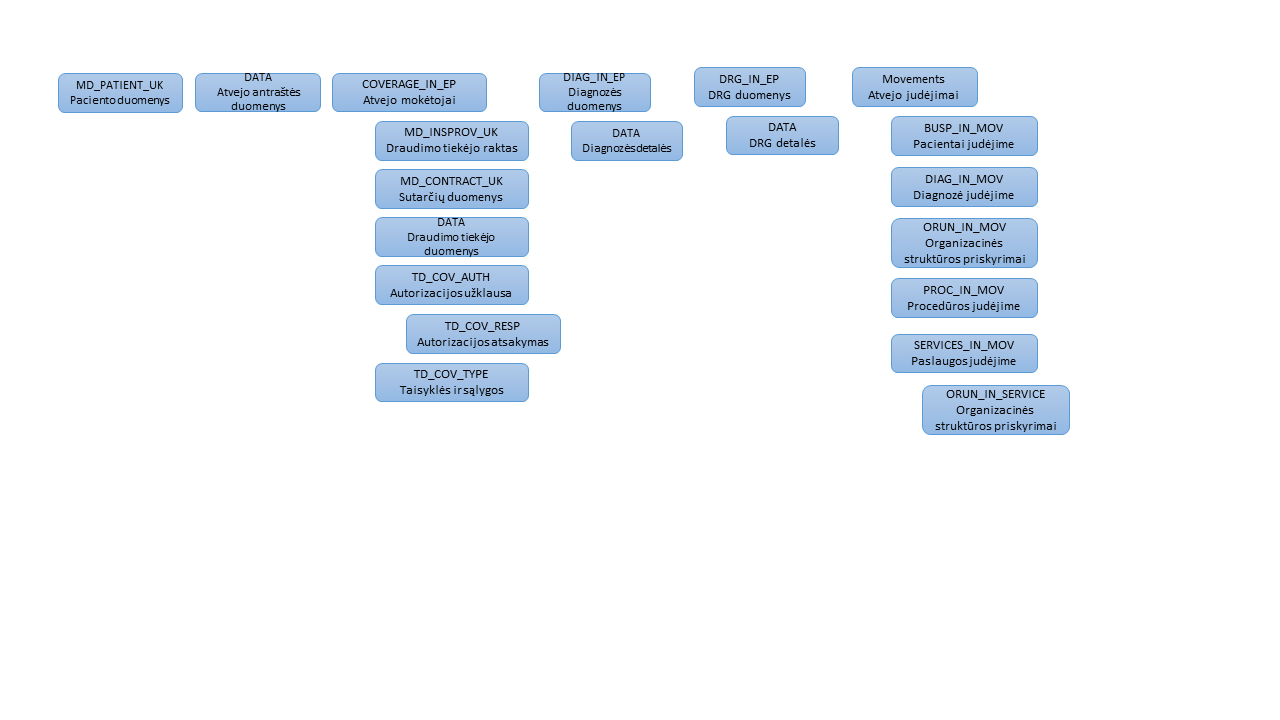 MD_PATIENT_UK
Paciento duomenys
DATA
Atvejo antraštės
duomenys
COVERAGE_IN_EP
Atvejo mokėtojai
MD_INSPROV_UK
Draudimo tiekėjo raktas
MD_CONTRACT_UK
Sutarčių duomenys
DATA
Draudimo tiekėjo
duomenys
TD_COV_AUTH
Autorizacijos užklausa
TD_COV_RESP
Autorizacijos atsakymas
TD_COV_TYPE
Taisyklės ir sąlygos
DIAG_IN_EP
Diagnozės
duomenys
DATA
Diagnozės detalės
DRG_IN_EP
DRG duomenys
DATA
DRG detalės
Movements
Atvejo judėjimai
BUSP_IN_MOV
Pacientai judėjime
DIAG_IN_MOV
Diagnozė judėjime
ORUN_IN_MOV
Organizacinės
struktūros priskyrimai
PROC_IN_MOV
Procedūros judėjime
SERVICES_IN_MOV
Paslaugos judėjime
ORUN_IN_SERVICE
Organizacinės
struktūros priskyrimai